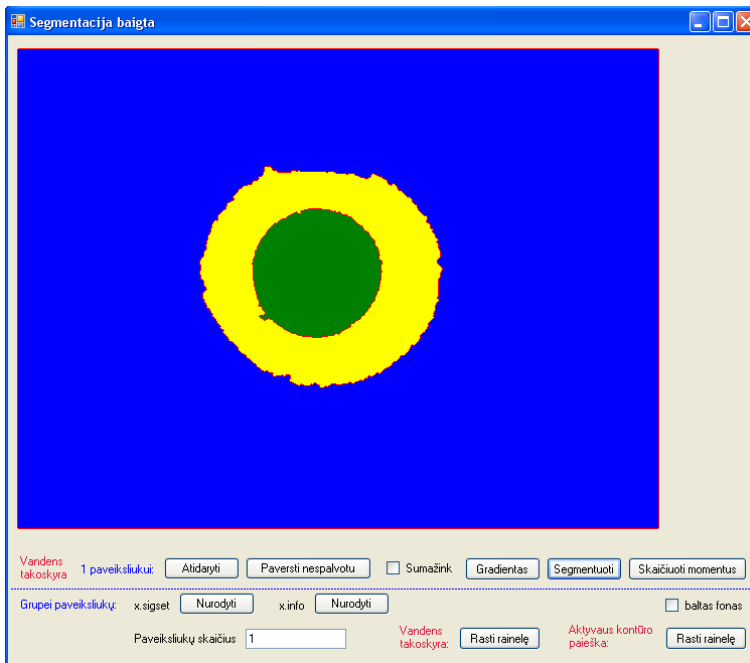 Segmentacija baigta
Vandens takoskyra
1 paveiksliukui:
Atidaryti
Paversti nespalvotu
Sumažink
Gradientas
Segmentuoti
Skaičiuoti momentus
Grupei paveiksliukų:
x.sigset
Nurodyti
x.info
Nurodyti
baltas fonas
Paveiksliukų skaičius
1
Vandens takoskyra:
Rasti rainelę
Aktyvaus kontūro paieška:
Rasti rainelę